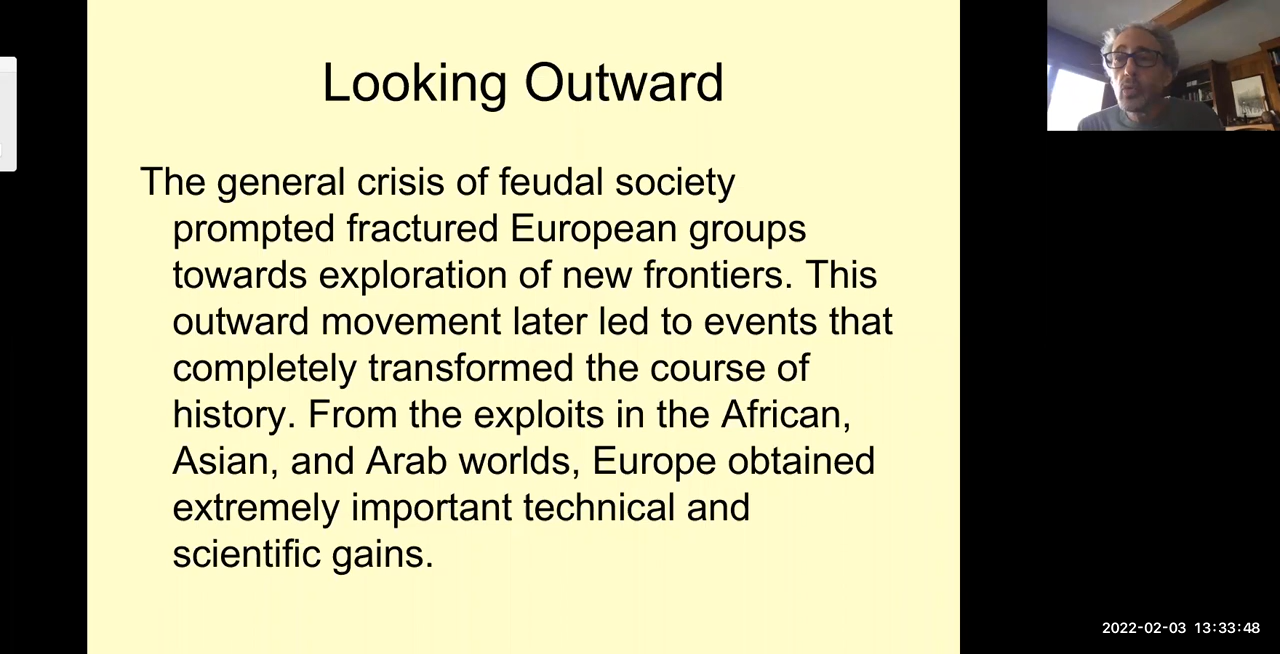 Looking Outward
The general crisis of feudal society
prompted fractured European groups
towards exploration of new frontiers. This
outward movement later led to events that
completely transformed the course of
history. From the exploits in the African,
Asian, and Arab worlds, Europe obtained
extremely important technical and
scientific gains.
2022-02-03 13:33:48